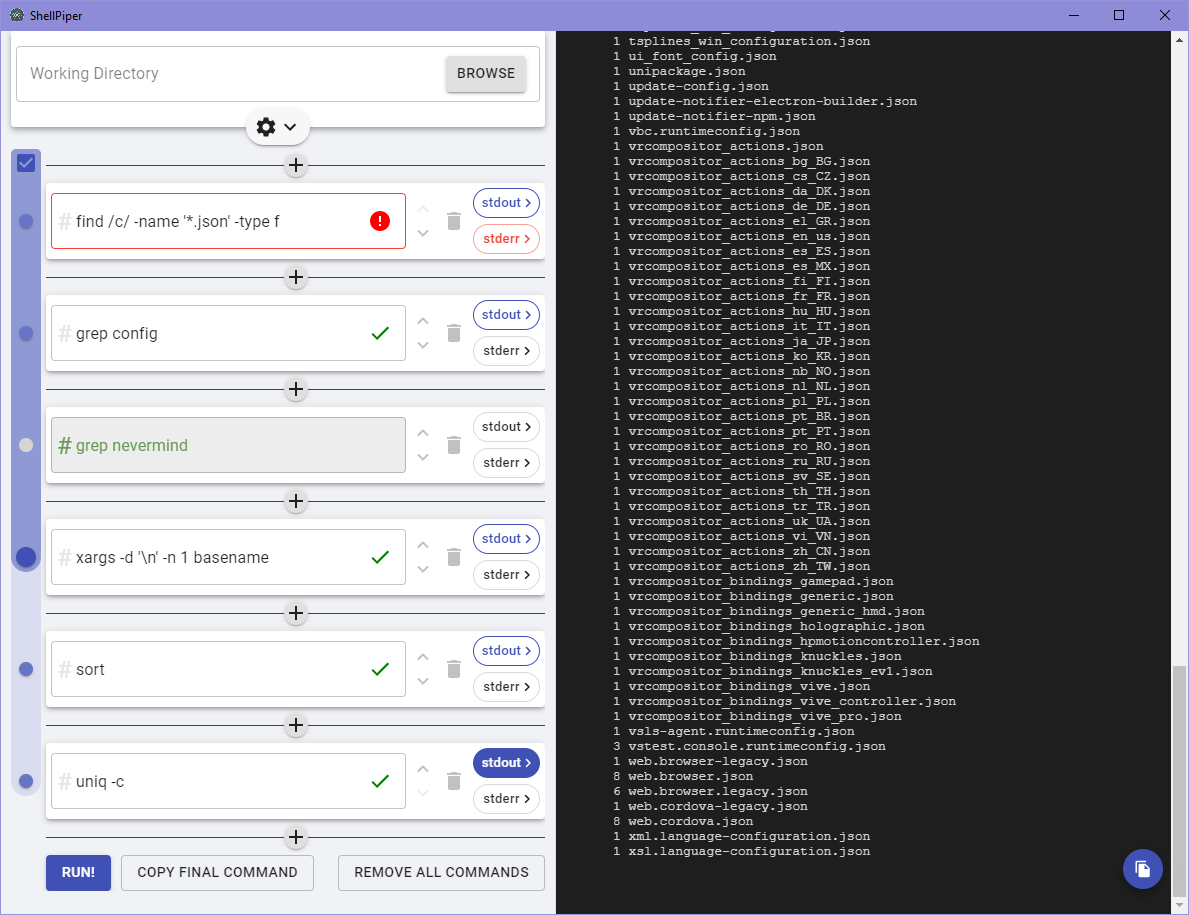 ShellPiper
Working Directory
BROWSE
# find /c/ -name '*.json' -type f
!
stdout >
stderr >
# grep config
stdout >
stderr >
# grep nevermind
stdout >
stderr >
# xargs -d '\n' -n 1 basename
stdout >
stderr >
# sort
stdout >
stderr >
# uniq -c
stdout >
stderr >
RUN!
COPY FINAL COMMAND
REMOVE ALL COMMANDS
1 tsplines_win_configuration.json
1 ui_font_config.json
1 unipackage.json
1 update-config.json
1 update-notifier-electron-builder.json
1 update-notifier-npm.json
1 vbc.runtimeconfig.json
1 vrcompositor_actions.json
1 vrcompositor_actions_bg_BG.json
1 vrcompositor_actions_cs_CZ.json
1 vrcompositor_actions_da_DK.json
1 vrcompositor_actions_de_DE.json
1 vrcompositor_actions_el_GR.json
1 vrcompositor_actions_en_us.json
1 vrcompositor_actions_es_ES.json
1 vrcompositor_actions_es_MX.json
1 vrcompositor_actions_fi_FI.json
1 vrcompositor_actions_fr_FR.json
1 vrcompositor_actions_hu_HU.json
1 vrcompositor_actions_it_IT.json
1 vrcompositor_actions_ja_JP.json
1 vrcompositor_actions_ko_KR.json
1 vrcompositor_actions_nb_NO.json
1 vrcompositor_actions_nl_NL.json
1 vrcompositor_actions_pl_PL.json
1 vrcompositor_actions_pt_BR.json
1 vrcompositor_actions_pt_PT.json
1 vrcompositor_actions_ro_RO.json
1 vrcompositor_actions_ru_RU.json
1 vrcompositor_actions_sv_SE.json
1 vrcompositor_actions_th_TH.json
1 vrcompositor_actions_tr_TR.json
1 vrcompositor_actions_uk_UA.json
1 vrcompositor_actions_vi_VN.json
1 vrcompositor_actions_zh_CN.json
1 vrcompositor_actions_zh_TW.json
1 vrcompositor_bindings_gamepad.json
1 vrcompositor_bindings_generic.json
1 vrcompositor_bindings_generic_hmd.json
1 vrcompositor_bindings_holographic.json
1 vrcompositor_bindings_hpmotioncontroller.json
1 vrcompositor_bindings_knuckles.json
1 vrcompositor_bindings_knuckles_ev1.json
1 vrcompositor_bindings_vive.json
1 vrcompositor_bindings_vive_controller.json
1 vrcompositor_bindings_vive_pro.json
1 vsls-agent.runtimeconfig.json
3 vstest.console.runtimeconfig.json
1 web.browser-legacy.json
8 web.browser.json
6 web.browser.legacy.json
1 web.cordova-legacy.json
8 web.cordova.json
1 xml.language-configuration.json
1 xsl.language-configuration.json